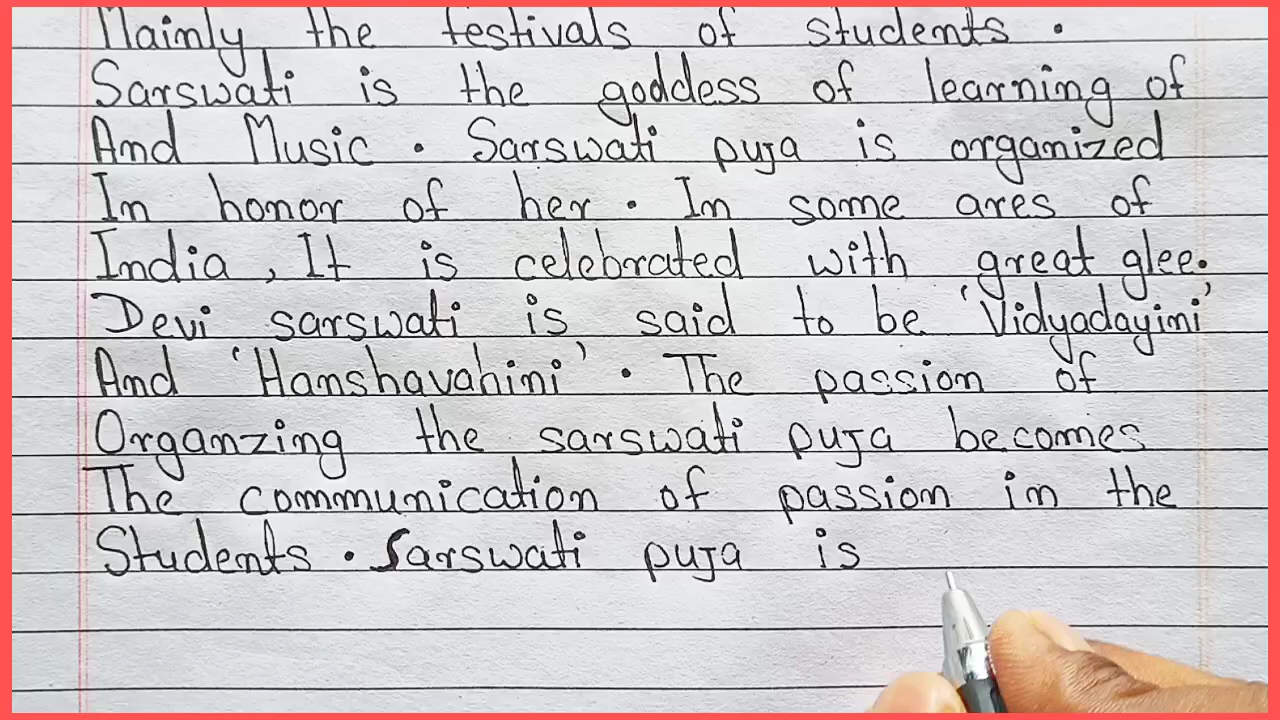 Mainly the festivals of students.
Sarswati is the goddess of learning of
And Music. Sarswati puja is organized
In honor of her. In some ares of
India, It is celebrated with great glee.
Devi sarswati is said to be 'Vidyadayini'
And 'Hanshavahini'. The passion of
Organzing the sarswati puja becomes
The communication of passion in the
Students. Sarswati puja is